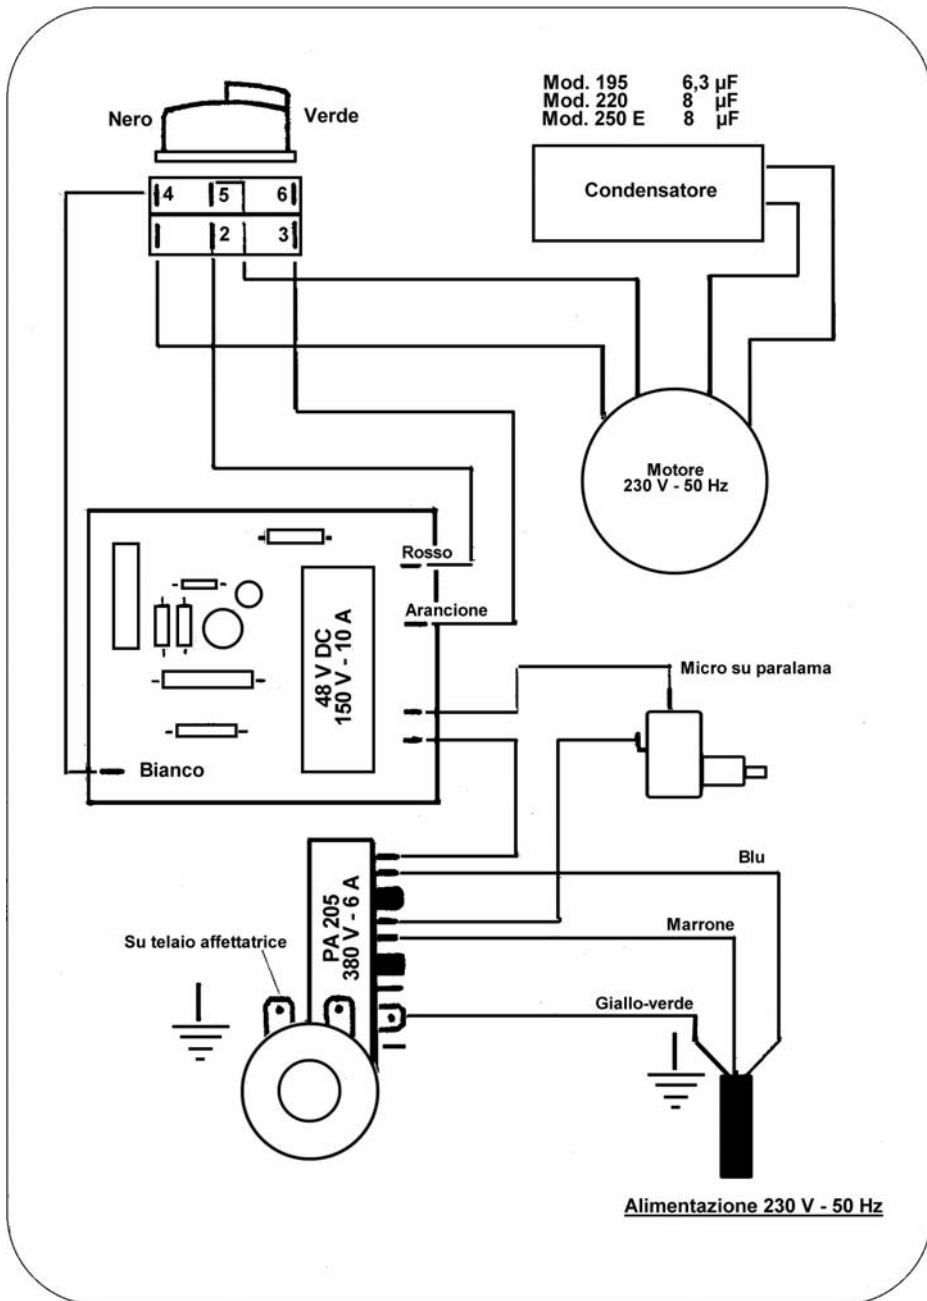 Mod. 195 6,3 µF
Mod. 220 8 µF
Mod. 250 E 8 µF
Nero
Verde
Condensatore
4 5 6
2 3
Motore
230 V - 50 Hz
Rosso
Arancione
48 V DC
150 V - 10 A
Bianco
Micro su paralama
Blu
PA 205
380 V - 6 A
Marrone
Su telaio affettatrice
Giallo-verde
Alimentazione 230 V - 50 Hz